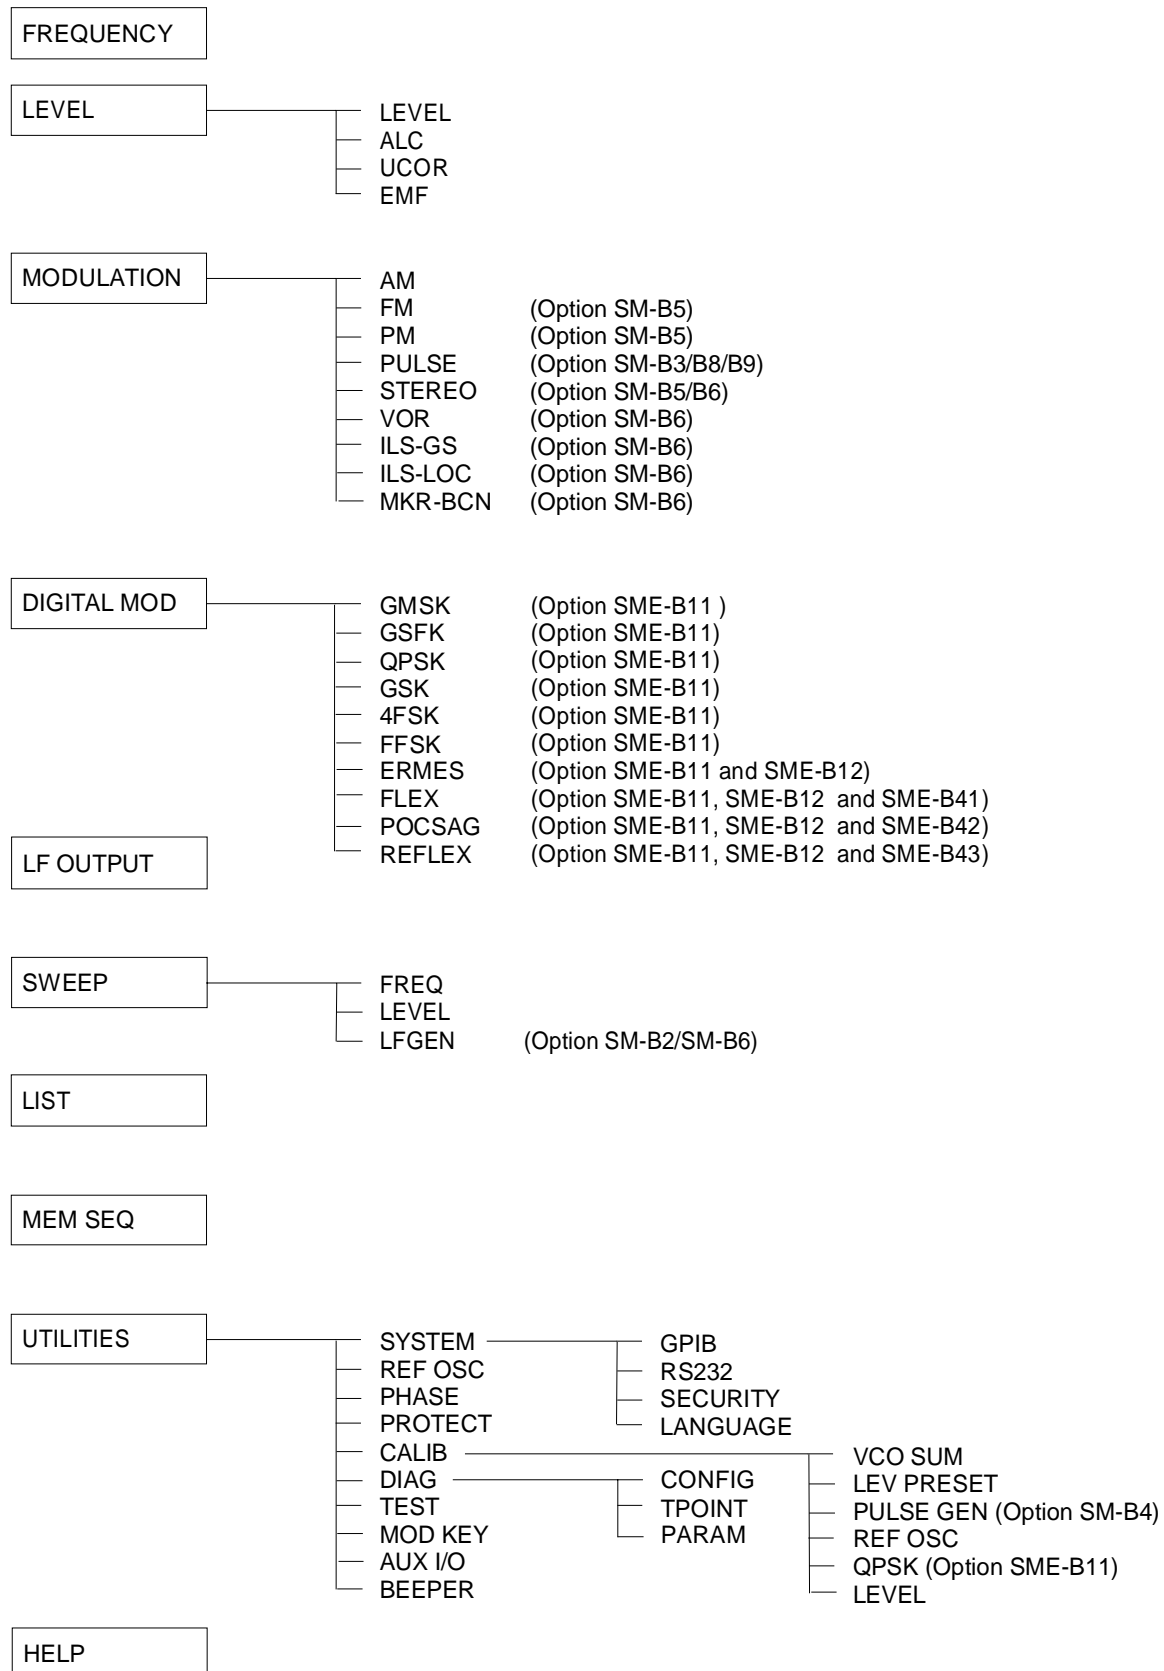 FREQUENCY
LEVEL
LEVEL
ALC
UCOR
EMF
MODULATION
AM
FM (Option SM-B5)
PM (Option SM-B5)
PULSE (Option SM-B3/B8/B9)
STEREO (Option SM-B5/B6)
VOR (Option SM-B6)
ILS-GS (Option SM-B6)
ILS-LOC (Option SM-B6)
MKR-BCN (Option SM-B6)
DIGITAL MOD
GMSK (Option SME-B11 )
GSFK (Option SME-B11)
QPSK (Option SME-B11)
GSK (Option SME-B11)
4FSK (Option SME-B11)
FFSK (Option SME-B11)
ERMES (Option SME-B11 and SME-B12)
FLEX (Option SME-B11, SME-B12 and SME-B41)
POCSAG (Option SME-B11, SME-B12 and SME-B42)
REFLEX (Option SME-B11, SME-B12 and SME-B43)
LF OUTPUT
SWEEP
FREQ
LEVEL
LFGEN (Option SM-B2/SM-B6)
LIST
MEM SEQ
UTILITIES
SYSTEM
GPIB
RS232
SECURITY
LANGUAGE
REF OSC
PHASE
PROTECT
CALIB
VCO SUM
LEV PRESET
PULSE GEN (Option SM-B4)
REF OSC
QPSK (Option SME-B11)
LEVEL
DIAG
CONFIG
TPOINT
PARAM
TEST
MOD KEY
AUX I/O
BEEPER
HELP